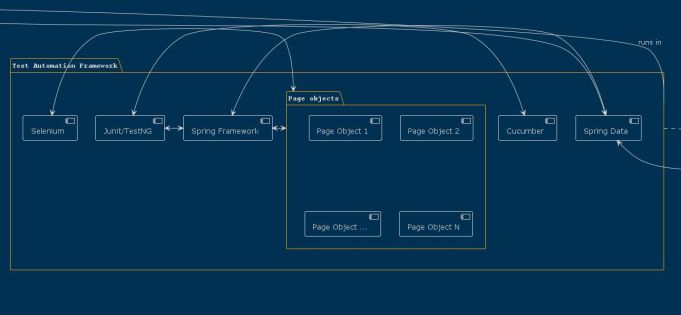 runs in
Test Automation Framework
Page objects
Selenium
Junit/TestNG
Spring Framework
Page Object 1
Page Object 2
Cucumber
Spring Data
Page Object ...
Page Object N